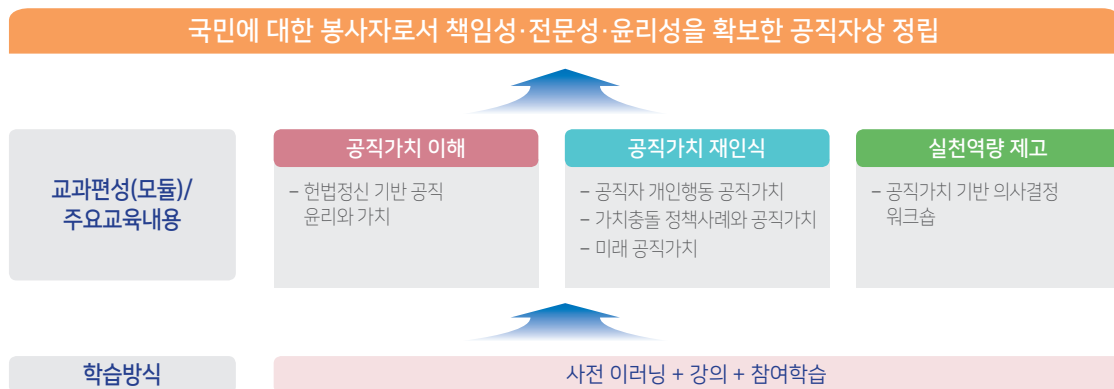 국민에 대한 봉사자로서 책임성·전문성·윤리성을 확보한 공직자상 정립
교과편성(모듈)/
주요교육내용
공직가치 이해
– 헌법정신 기반 공직
윤리와 가치
공직가치 재인식
– 공직자 개인행동 공직가치
– 가치충돌 정책사례와 공직가치
– 미래 공직가치
실천역량 제고
– 공직가치 기반 의사결정
워크숍
학습방식
사전 이러닝 + 강의 + 참여학습